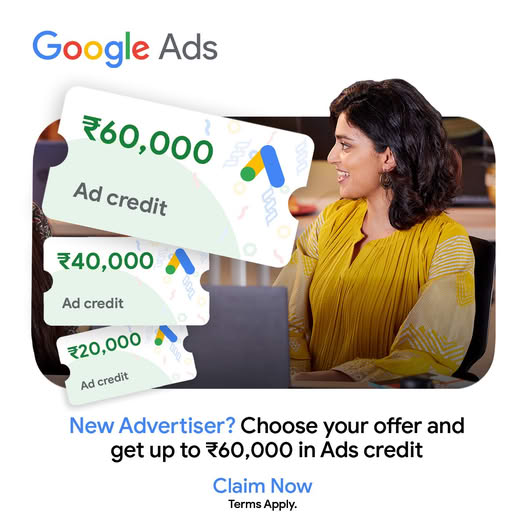 Google Ads
₹60,000
Ad credit
₹40,000
Ad credit
₹20,000
Ad credit
New Advertiser? Choose your offer and
get up to ₹60,000 in Ads credit
Claim Now
Terms Apply.